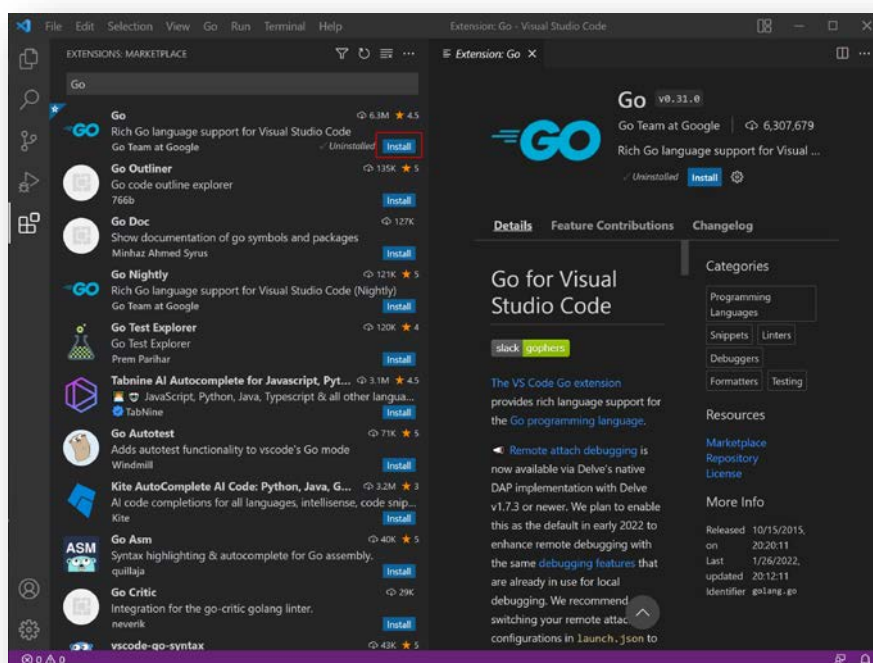 File Edit Selection View Go Run Terminal Help
Extension: Go - Visual Studio Code
EXTENSIONS: MARKETPLACE
Go
Go 6.3M ★ 4.5
Rich Go language support for Visual Studio Code
Go Team at Google ✓ Uninstalled Install
Go Outliner 135K ★ 5
Go code outline explorer
766b Install
Go Doc 127K
Show documentation of go symbols and packages
Minhaz Ahmed Syrus Install
Go Nightly 121K ★ 5
Rich Go language support for Visual Studio Code (Nightly)
Go Team at Google Install
Go Test Explorer 120K ★ 4
Go Test Explorer
Prem Parihar Install
Tabnine AI Autocomplete for Javascript, Pyt... 3.1M ★ 4.5
JavaScript, Python, Java, Typescript & all other langua...
TabNine Install
Go Autotest 71K ★ 5
Adds autotest functionality to vscode's Go mode
Windmill Install
Kite AutoComplete AI Code: Python, Java, G... 3.2M ★ 3
AI code completions for all languages, intellisense, code snip...
Kite Install
ASM
Go Asm 40K ★ 5
Syntax highlighting & autocomplete for Go assembly.
quillaja Install
Go Critic 29K
Integration for the go-critic golang linter.
neverik Install
vscode-go-syntax 43K ★ 5
0 0
Extension: Go
GO
Go v0.31.0
Go Team at Google | 6,307,679
Rich Go language support for Visual ...
✓ Uninstalled Install
Details Feature Contributions Changelog
Go for Visual
Studio Code
slack gophers
The VS Code Go extension
provides rich language support for
the Go programming language.
Remote attach debugging is
now available via Delve's native
DAP implementation with Delve
v1.7.3 or newer. We plan to enable
this as the default in early 2022 to
enhance remote debugging with
the same debugging features that
are already in use for local
debugging. We recommend
switching your remote attac
configurations in launch.json to
Categories
Programming
Languages
Snippets Linters
Debuggers
Formatters Testing
Resources
Marketplace
Repository
License
More Info
Released 10/15/2015,
on 20:20:11
Last 1/26/2022,
updated 20:12:11
Identifier golang.go